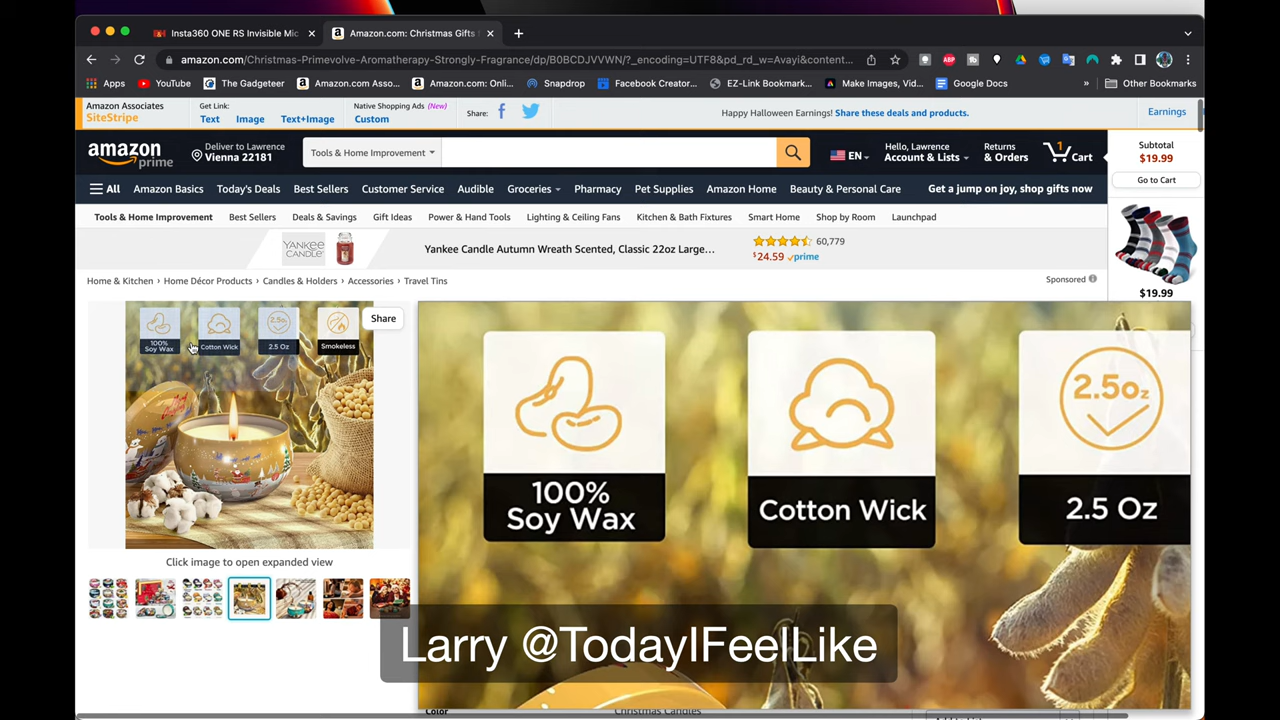 Insta360 ONE RS Invisible Mic
Amazon.com: Christmas Gifts
amazon.com/Christmas-Primevolve-Aromatherapy-Strongly-Fragrance/dp/B0BCDJVVWN/?_encoding=UTF8&pd_rd_w=Avayi&content...
Apps
YouTube
The Gadgeteer
Amazon.com Asso...
Amazon.com: Onli...
Snapdrop
Facebook Creator...
EZ-Link Booking:...
Make Images, Vid...
Google Docs
»
Other Bookmarks
Amazon Associates
SiteStripe
Get Link:
Text
Image
Text+Image
Native Shopping Ads (New)
Custom
Share:
Happy Halloween Earnings! Share these deals and products.
Earnings
amazon
prime
Deliver to Lawrence
Vienna 22181
Tools & Home Improvement
EN
Hello, Lawrence
Account & Lists
Returns
& Orders
1
Cart
Subtotal
$19.99
Go to Cart
All
Amazon Basics
Today's Deals
Best Sellers
Customer Service
Audible
Groceries
Pharmacy
Pet Supplies
Amazon Home
Beauty & Personal Care
Get a jump on joy, shop gifts now
Tools & Home Improvement
Best Sellers
Deals & Savings
Gift Ideas
Power & Hand Tools
Lighting & Ceiling Fans
Kitchen & Bath Fixtures
Smart Home
Shop by Room
Launchpad
YANKEE
CANDLE
Yankee Candle Autumn Wreath Scented, Classic 22oz Large...
60,779
$24.59 prime
$19.99
Home & Kitchen › Home Décor Products › Candles & Holders › Accessories › Travel Tins
Sponsored
Share
100%
Soy Wax
Cotton Wick
2.5oz
2.5 Oz
Smokeless
100%
Soy Wax
Cotton Wick
2.5oz
2.5 Oz
Click image to open expanded view
Larry @TodayIFeelLike
Color
Christmas Candles